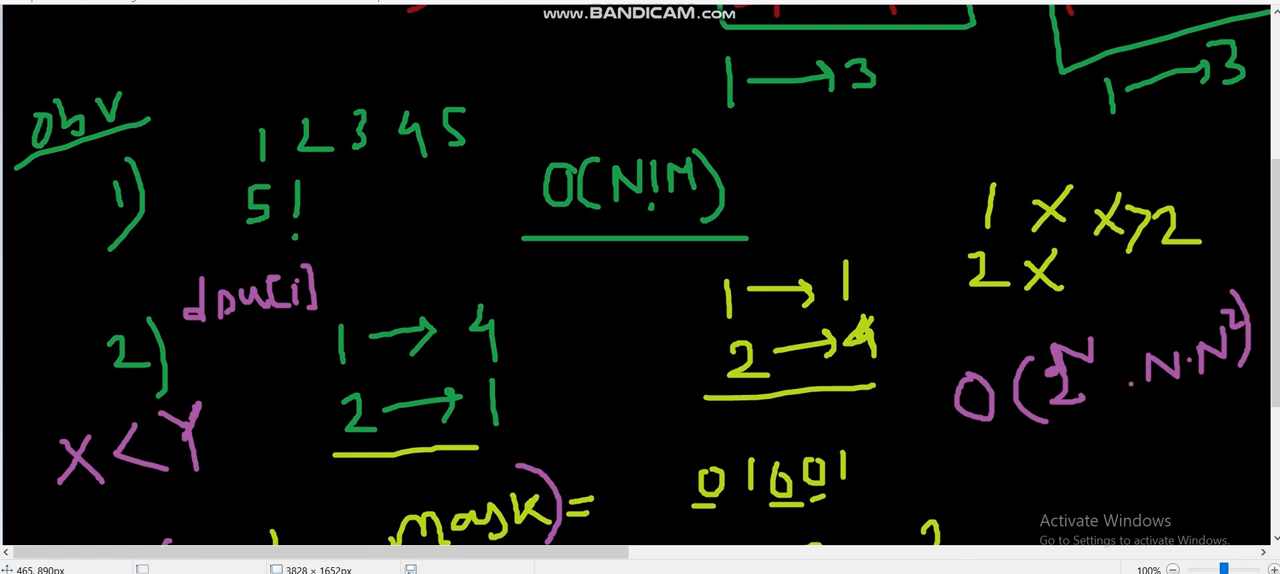 WWW.BANDICAM.COM
1 → 3
1 → 3
obv
1) 1 2 3 4 5
5!
O(N!M)
1 x x>2
2 x
dpu[i]
2) 1 → 4
2 → 1
1 → 1
2 → 4
O(2^N . N.N^2)
X < Y
mask) =
01001
Activate Windows
Go to Settings to activate Windows.
465, 890px
3828 × 1652px
100%